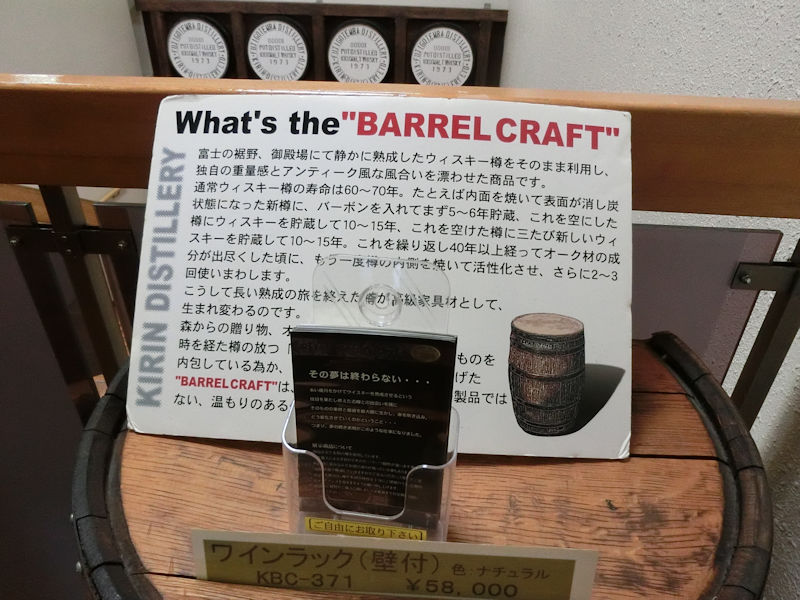 FUJIGOTEMBA DISTILLERY
POT DISTILLED
1973
KIRIN DISTILLERY
What's the "BARREL CRAFT"
富士の裾野、御殿場にて静かに熟成したウィスキー樽をそのまま利用し、
独自の重量感とアンティーク風な風合いを漂わせた商品です。
通常ウィスキー樽の寿命は60〜70年。たとえば内面を焼いて表面が消し炭
状態になった新樽に、バーボンを入れてまず5〜6年貯蔵、これを空にした
樽にウィスキーを貯蔵して10〜15年、これを空けた樽に三たび新しいウィ
スキーを貯蔵して10〜15年。これを繰り返し40年以上経ってオーク材の成
分が出尽くした頃に、もう一度樽の内側を焼いて活性化させ、さらに2〜3
回使いまわします。
こうして長い熟成の旅を終えた樽が高級家具材として、
生まれ変わるのです。
森からの贈り物、オ
時を経た樽の放つ「 ものを
内包している為か、 げた
"BARREL CRAFT"は、 製品では
ない、温もりのある
その夢は終わらない・・・
展示商品について
【ご自由にお取り下さい】
ワインラック(壁付) 色:ナチュラル
KBC-371 ¥58,000